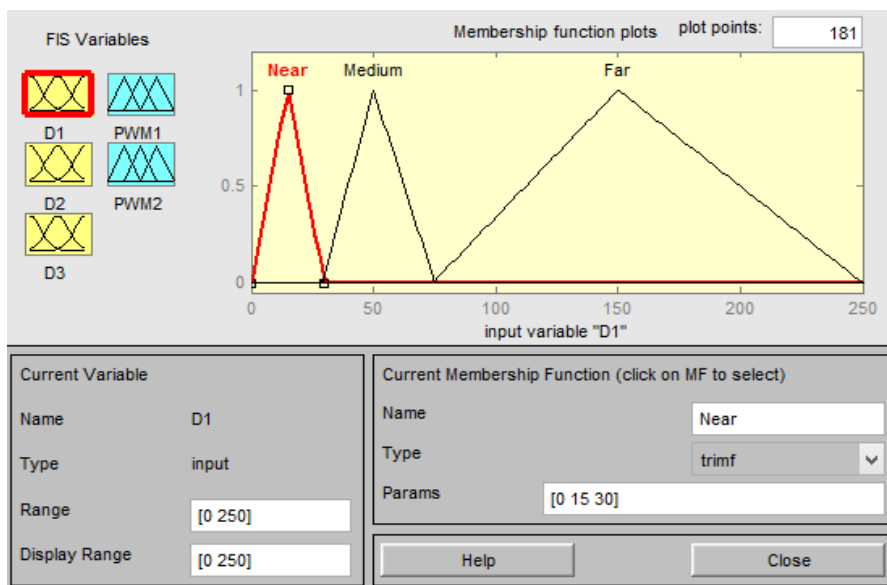 FIS Variables
Membership function plots
plot points:
181
D1
PWM1
D2
PWM2
D3
Near
Medium
Far
1
0.5
0
0
50
100
150
200
250
input variable "D1"
Current Variable
Name
D1
Type
input
Range
[0 250]
Display Range
[0 250]
Current Membership Function (click on MF to select)
Name
Near
Type
trimf
Params
[0 15 30]
Help
Close